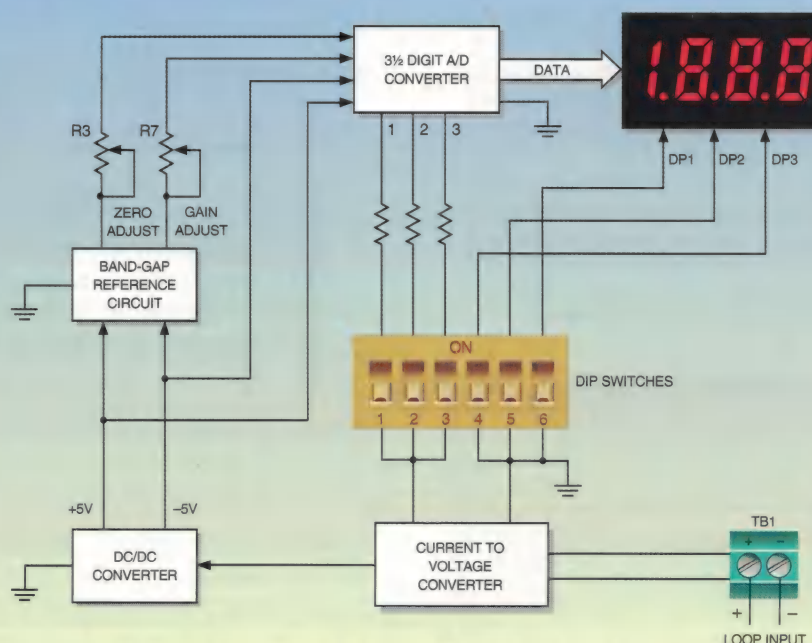 3½ DIGIT A/D
CONVERTER
DATA
1.8.8.8
R3
R7
1 2 3
DP1
DP2
DP3
ZERO
ADJUST
GAIN
ADJUST
BAND-GAP
REFERENCE
CIRCUIT
ON
DIP SWITCHES
1 2 3 4 5 6
+5V
–5V
DC/DC
CONVERTER
CURRENT TO
VOLTAGE
CONVERTER
TB1
+ –
+ –
LOOP INPUT